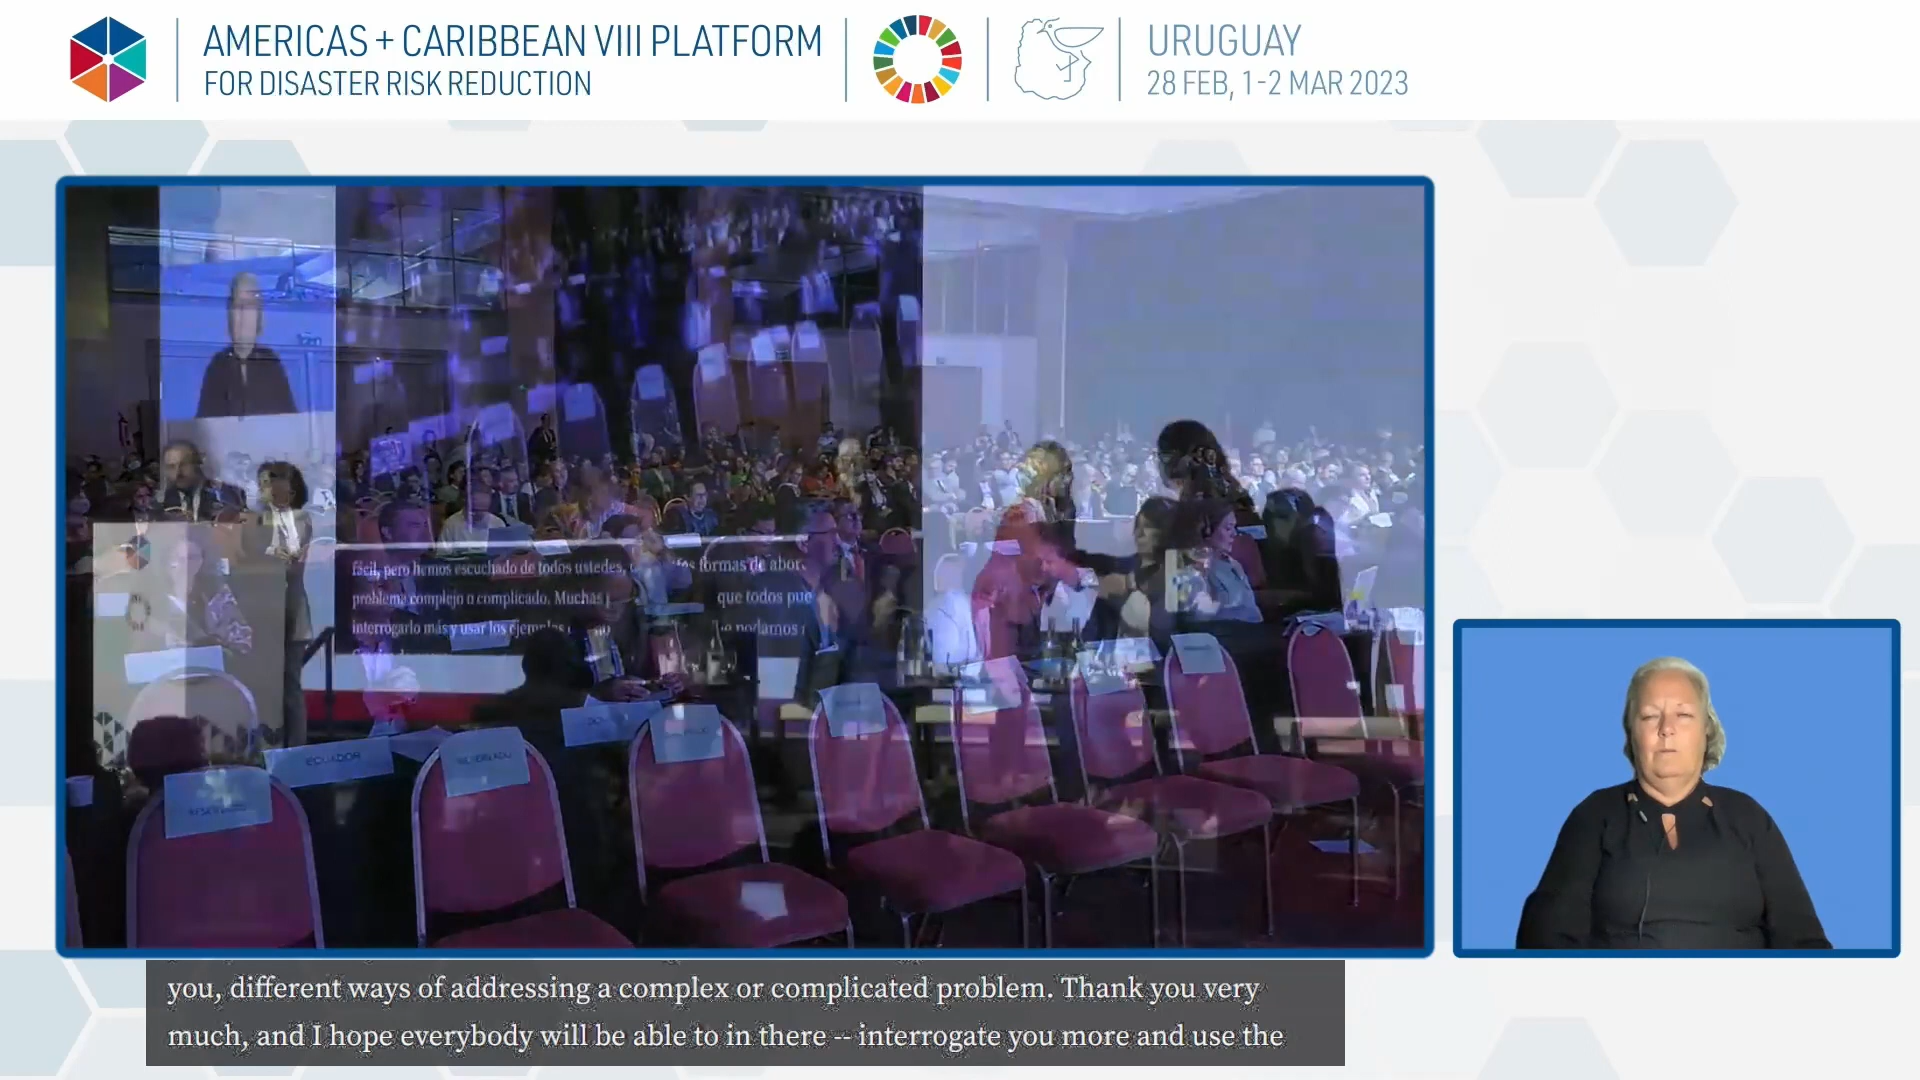 AMERICAS + CARIBBEAN VIII PLATFORM
FOR DISASTER RISK REDUCTION
URUGUAY
28 FEB, 1-2 MAR 2023
fácil, pero hemos escuchado de todos ustedes, formas de abor
problema complejo o complicado. Muchas que todos pue
interrogarlo más y usar los ejemplos podamos
ECUADOR
you, different ways of addressing a complex or complicated problem. Thank you very
much, and I hope everybody will be able to in there -- interrogate you more and use the